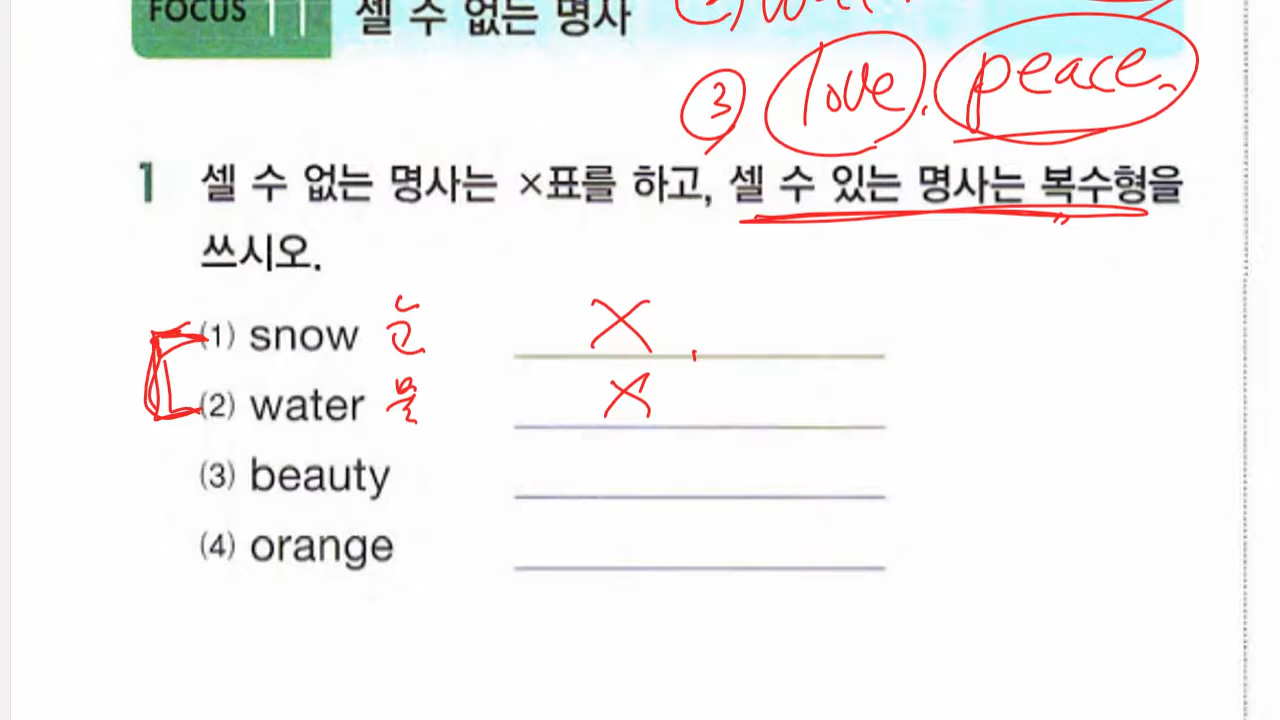 FOCUS 11 셀 수 없는 명사
③ love, peace.
1 셀 수 없는 명사는 ×표를 하고, 셀 수 있는 명사는 복수형을
쓰시오.
(1) snow 눈 X
(2) water 물 X
(3) beauty
(4) orange